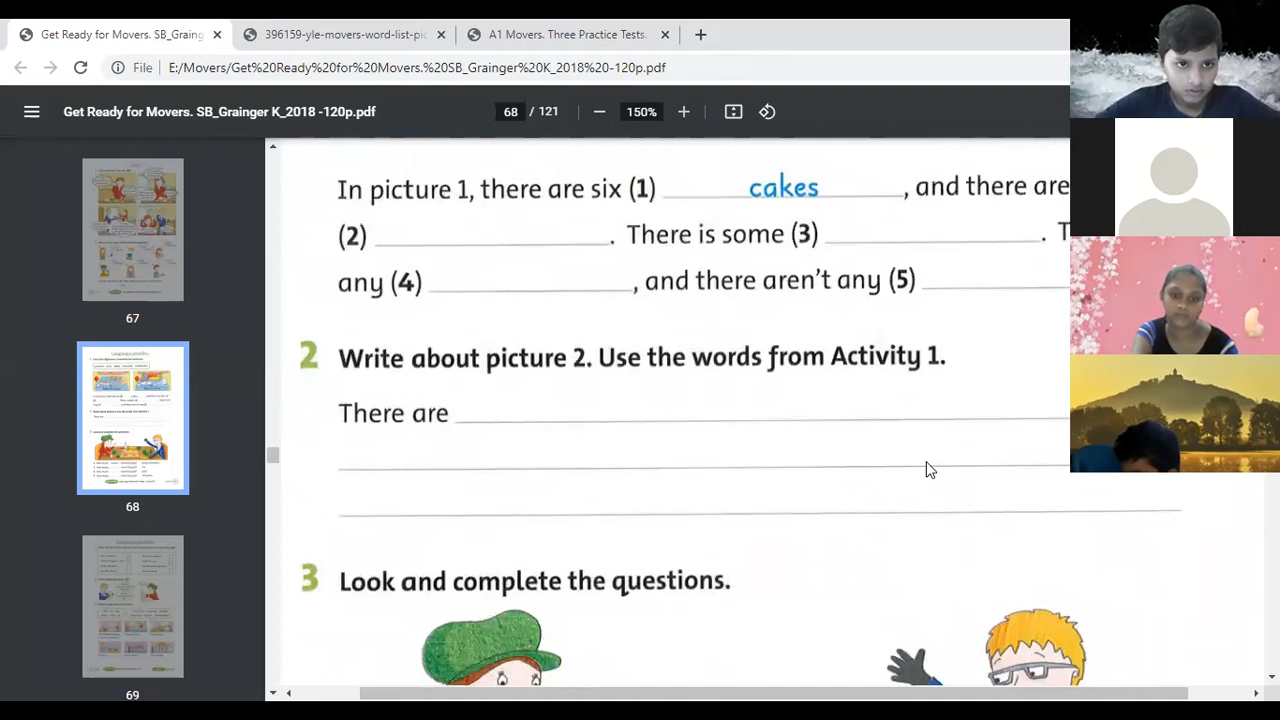 Get Ready for Movers. SB_Graing
396159-yle-movers-word-list-pic
A1 Movers. Three Practice Tests.
File
E:/Movers/Get%20Ready%20for%20Movers.%20SB_Grainger%20K_2018%20-120p.pdf
Get Ready for Movers. SB_Grainger K_2018 -120p.pdf
68 / 121
150%
67
68
69
In picture 1, there are six (1) cakes , and there are
(2) . There is some (3) . T
any (4) , and there aren't any (5)
2 Write about picture 2. Use the words from Activity 1.
There are
3 Look and complete the questions.